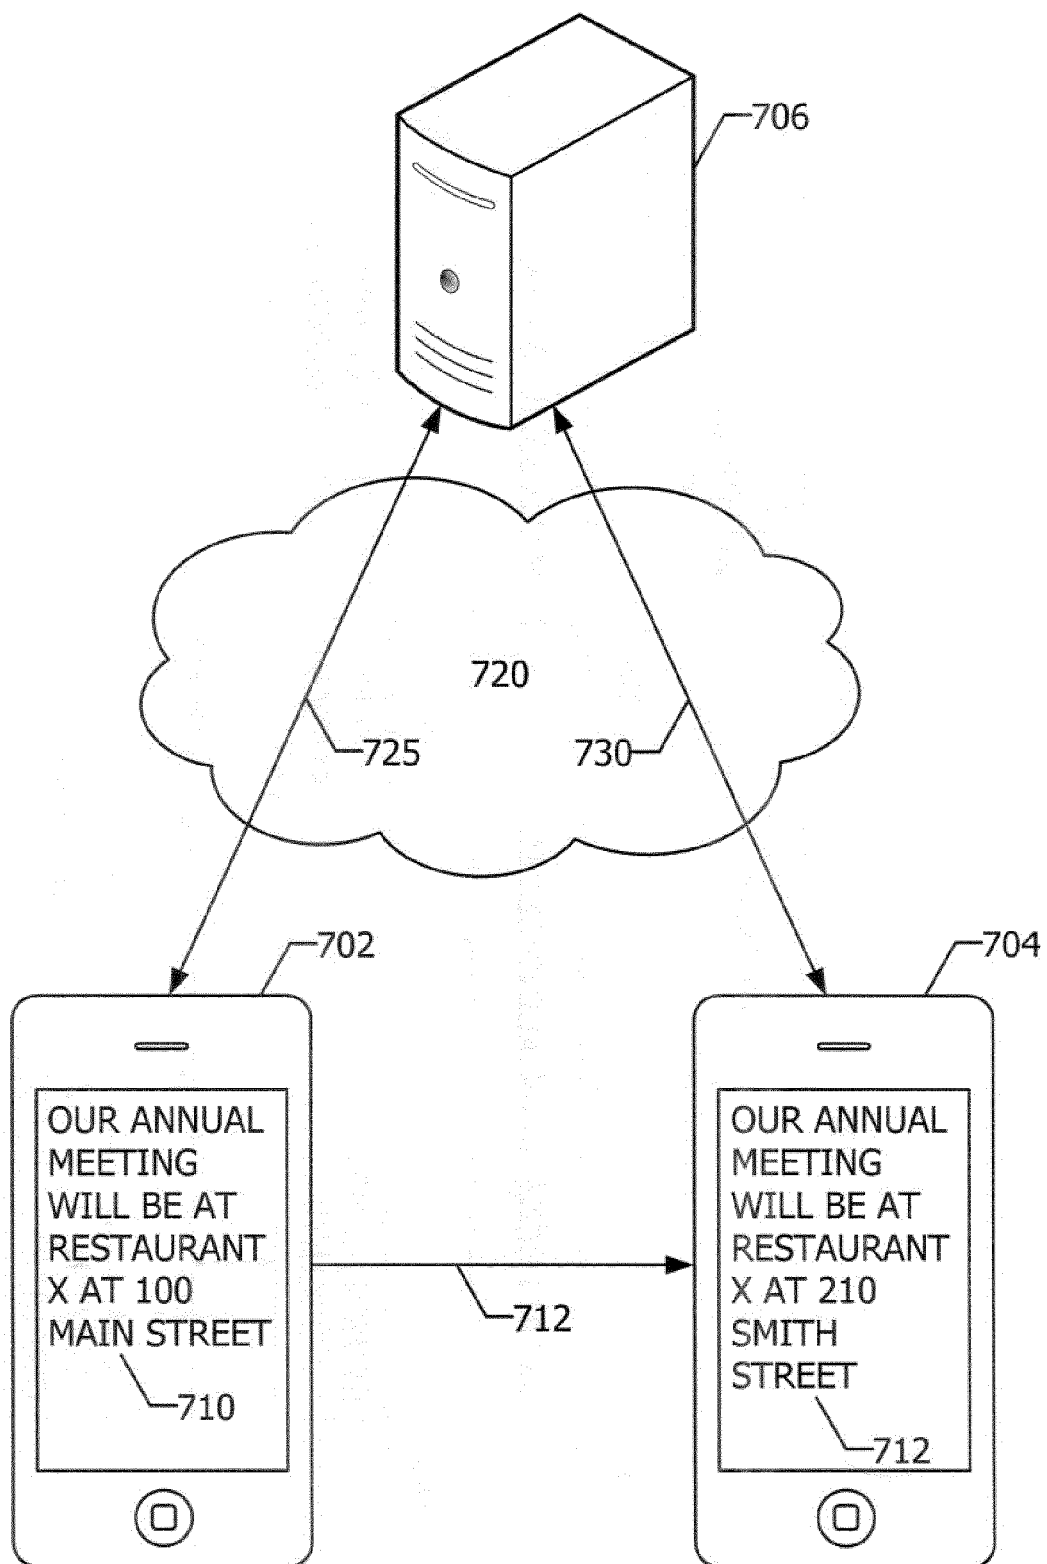 706
720
725
730
702
704
OUR ANNUAL
MEETING
WILL BE AT
RESTAURANT
X AT 100
MAIN STREET
710
712
OUR ANNUAL
MEETING
WILL BE AT
RESTAURANT
X AT 210
SMITH
STREET
712